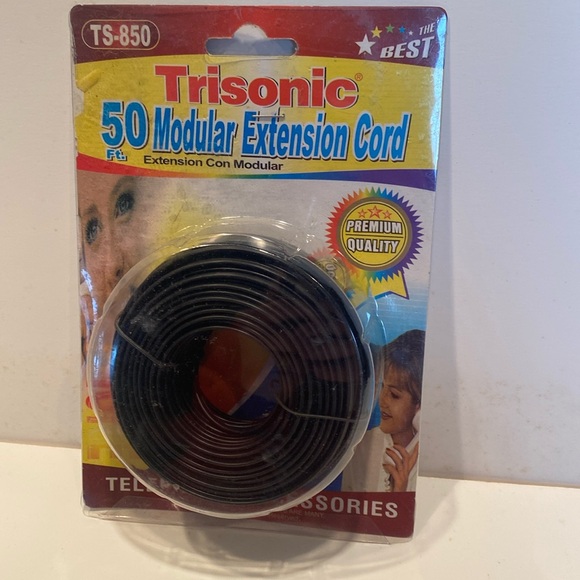 TS-850
THE
BEST
Trisonic®
50 Ft. Modular Extension Cord
Extension Con Modular
PREMIUM
QUALITY